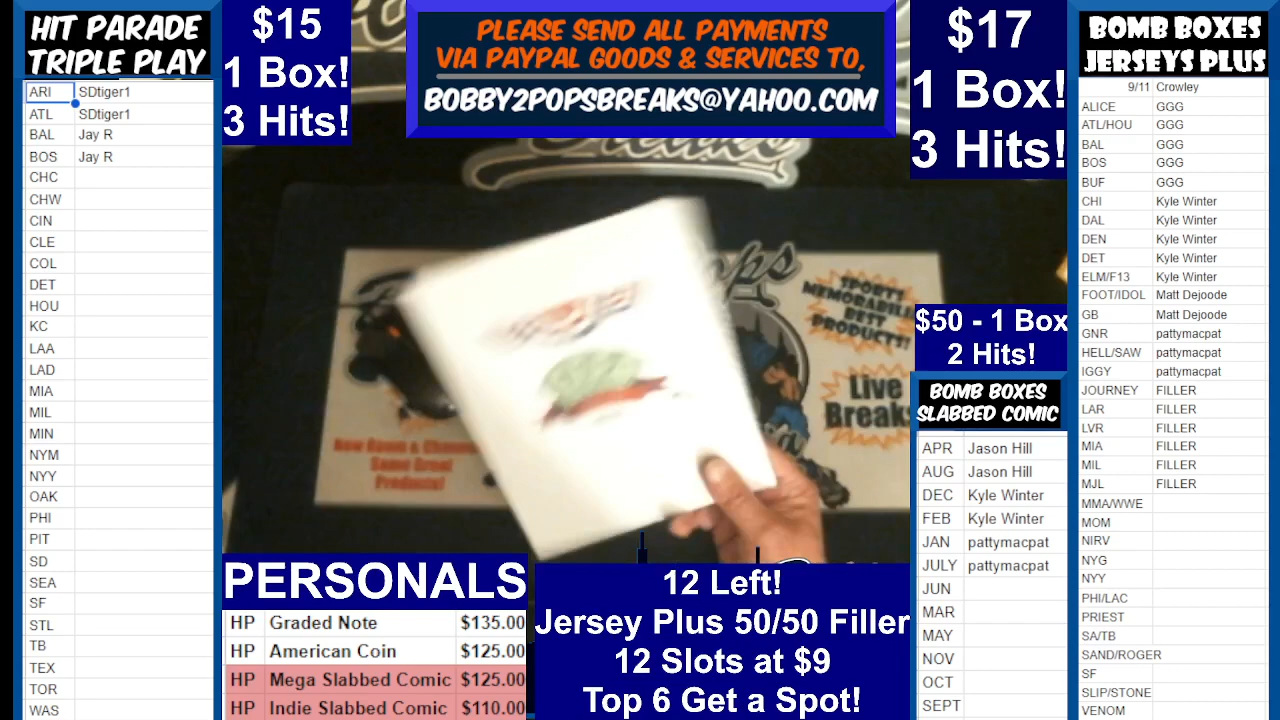 HIT PARADE
TRIPLE PLAY
ARI SDtiger1
ATL SDtiger1
BAL Jay R
BOS Jay R
CHC
CHW
CIN
CLE
COL
DET
HOU
KC
LAA
LAD
MIA
MIL
MIN
NYM
NYY
OAK
PHI
PIT
SD
SEA
SF
STL
TB
TEX
TOR
WAS
$15
1 Box!
3 Hits!
PLEASE SEND ALL PAYMENTS
VIA PAYPAL GOODS & SERVICES TO,
BOBBY2POPSBREAKS@YAHOO.COM
$17
1 Box!
3 Hits!
SPORTS
MEMORABILI
BEST
PRODUCTS!
Live
Breaks
Same Great
Products!
PERSONALS
HP Graded Note $135.00
HP American Coin $125.00
HP Mega Slabbed Comic $125.00
HP Indie Slabbed Comic $110.00
12 Left!
Jersey Plus 50/50 Filler
12 Slots at $9
Top 6 Get a Spot!
$50 - 1 Box
2 Hits!
BOMB BOXES
SLABBED COMIC
APR Jason Hill
AUG Jason Hill
DEC Kyle Winter
FEB Kyle Winter
JAN pattymacpat
JULY pattymacpat
JUN
MAR
MAY
NOV
OCT
SEPT
BOMB BOXES
JERSEYS PLUS
9/11 Crowley
ALICE GGG
ATL/HOU GGG
BAL GGG
BOS GGG
BUF GGG
CHI Kyle Winter
DAL Kyle Winter
DEN Kyle Winter
DET Kyle Winter
ELM/F13 Kyle Winter
FOOT/IDOL Matt Dejoode
GB Matt Dejoode
GNR pattymacpat
HELL/SAW pattymacpat
IGGY pattymacpat
JOURNEY FILLER
LAR FILLER
LVR FILLER
MIA FILLER
MIL FILLER
MJL FILLER
MMA/WWE
MOM
NIRV
NYG
NYY
PHI/LAC
PRIEST
SA/TB
SAND/ROGER
SF
SLIP/STONE
VENOM